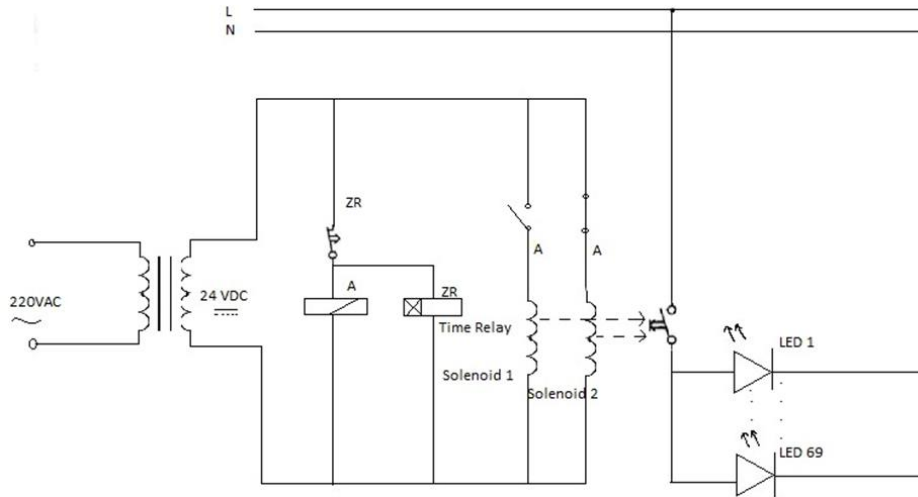 L
N
ZR
A
A
A
220VAC
24 VDC
ZR
Time Relay
Solenoid 1
Solenoid 2
LED 1
LED 69